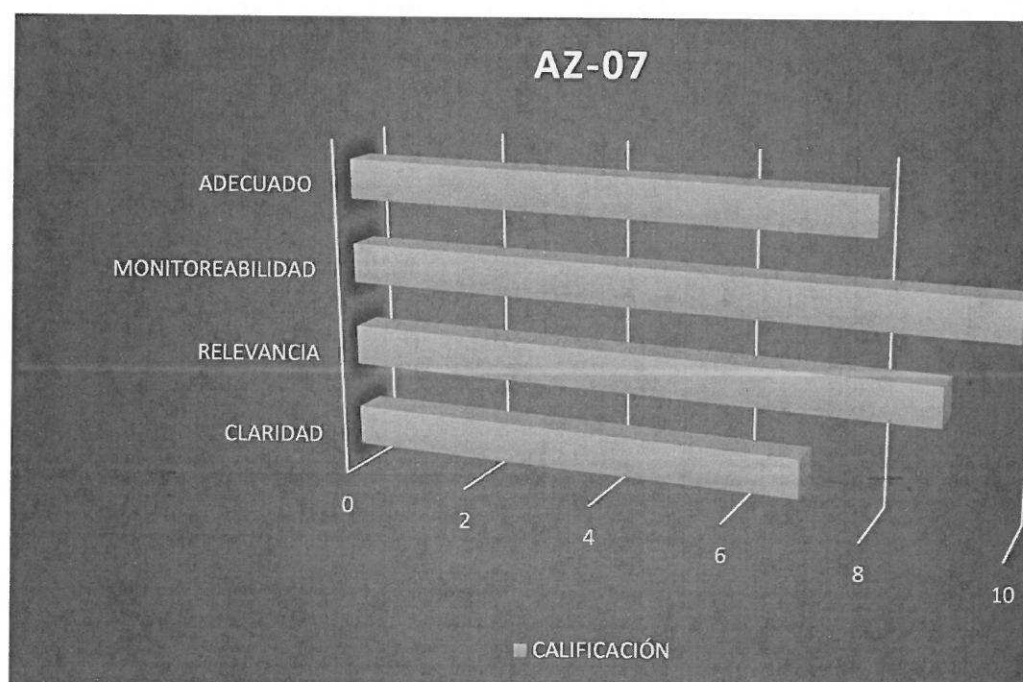 AZ-07
ADECUADO
MONITOREABILIDAD
RELEVANCIA
CLARIDAD
0
2
4
6
8
10
CALIFICACIÓN